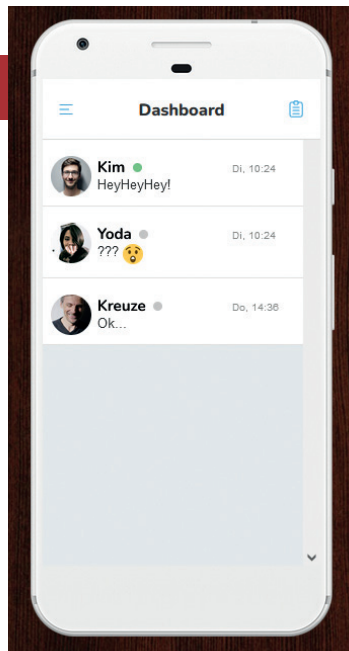 Dashboard
Kim
Di, 10:24
HeyHeyHey!
Yoda
Di, 10:24
???
Kreuze
Do, 14:36
Ok...